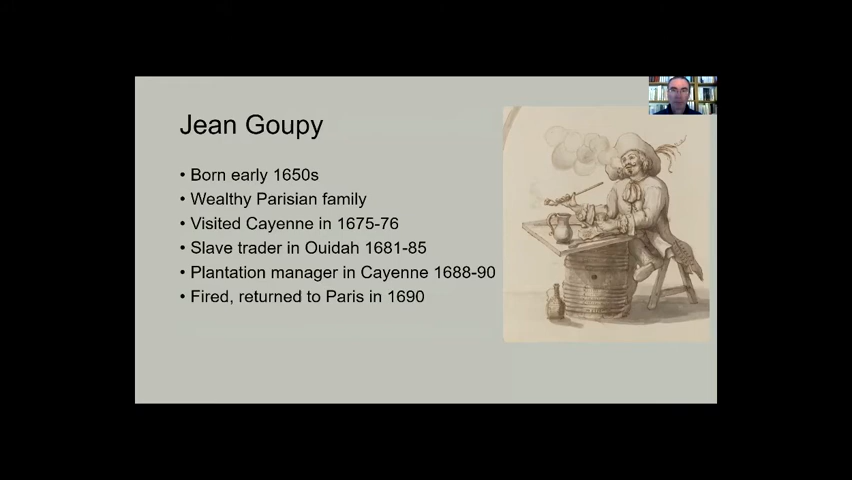 Jean Goupy
• Born early 1650s
• Wealthy Parisian family
• Visited Cayenne in 1675-76
• Slave trader in Ouidah 1681-85
• Plantation manager in Cayenne 1688-90
• Fired, returned to Paris in 1690